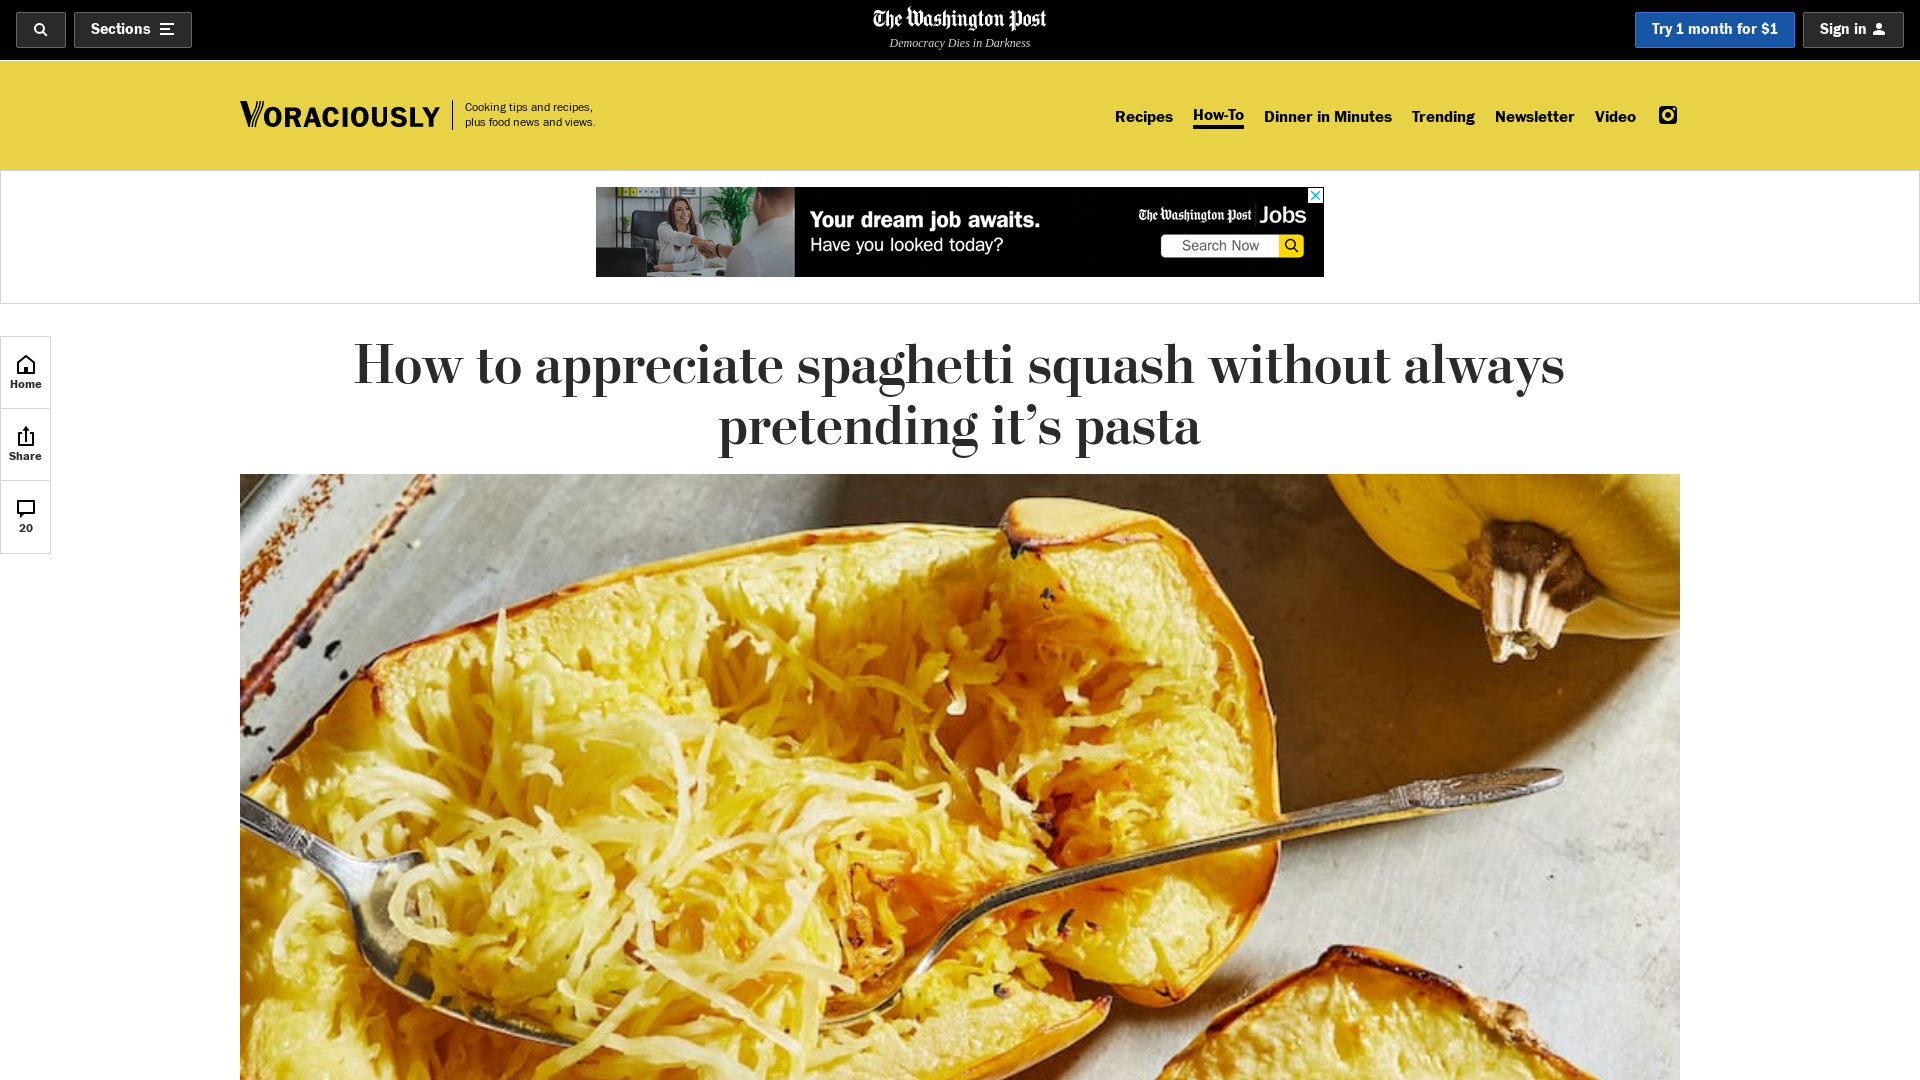 Sections
The Washington Post
Democracy Dies in Darkness
Try 1 month for $1
Sign in
VORACIOUSLY
Cooking tips and recipes,
plus food news and views.
Recipes
How-To
Dinner in Minutes
Trending
Newsletter
Video
Your dream job awaits.
Have you looked today?
The Washington Post Jobs
Search Now
Home
Share
20
How to appreciate spaghetti squash without always
pretending it’s pasta